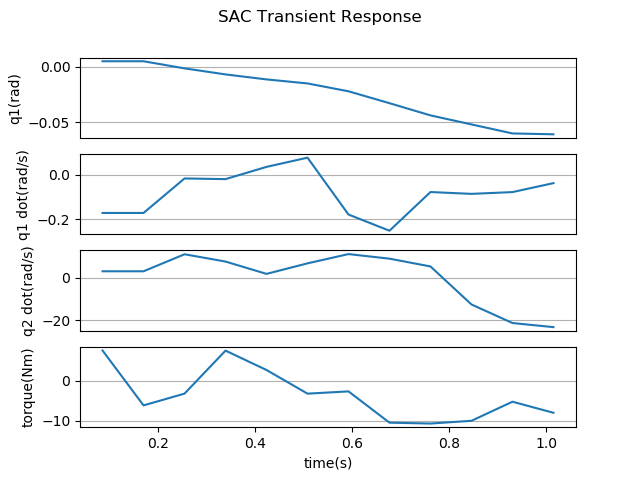 SAC Transient Response
q1(rad)
0.00
−0.05
q1 dot(rad/s)
0.0
−0.2
q2 dot(rad/s)
0
−20
torque(Nm)
0
−10
0.2 0.4 0.6 0.8 1.0
time(s)